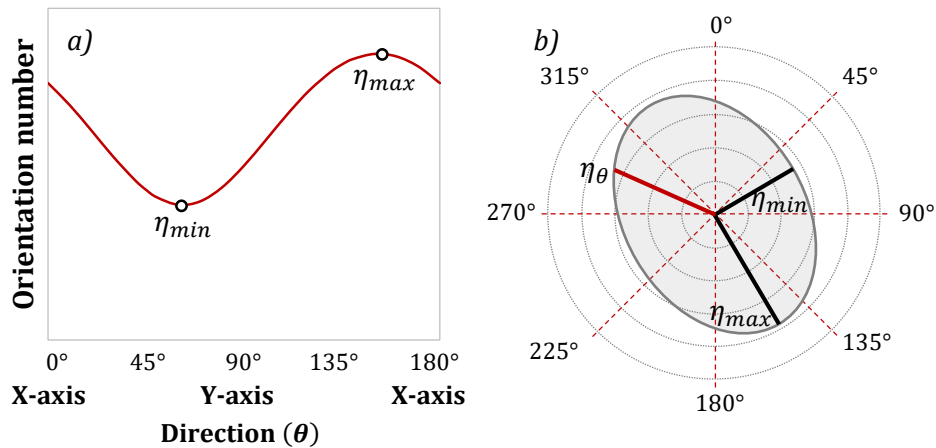 a)
Orientation number
η_max
η_min
0° 45° 90° 135° 180°
X-axis Y-axis X-axis
Direction (θ)
b)
0°
315° 45°
η_θ
η_min
270° 90°
η_max
225° 135°
180°